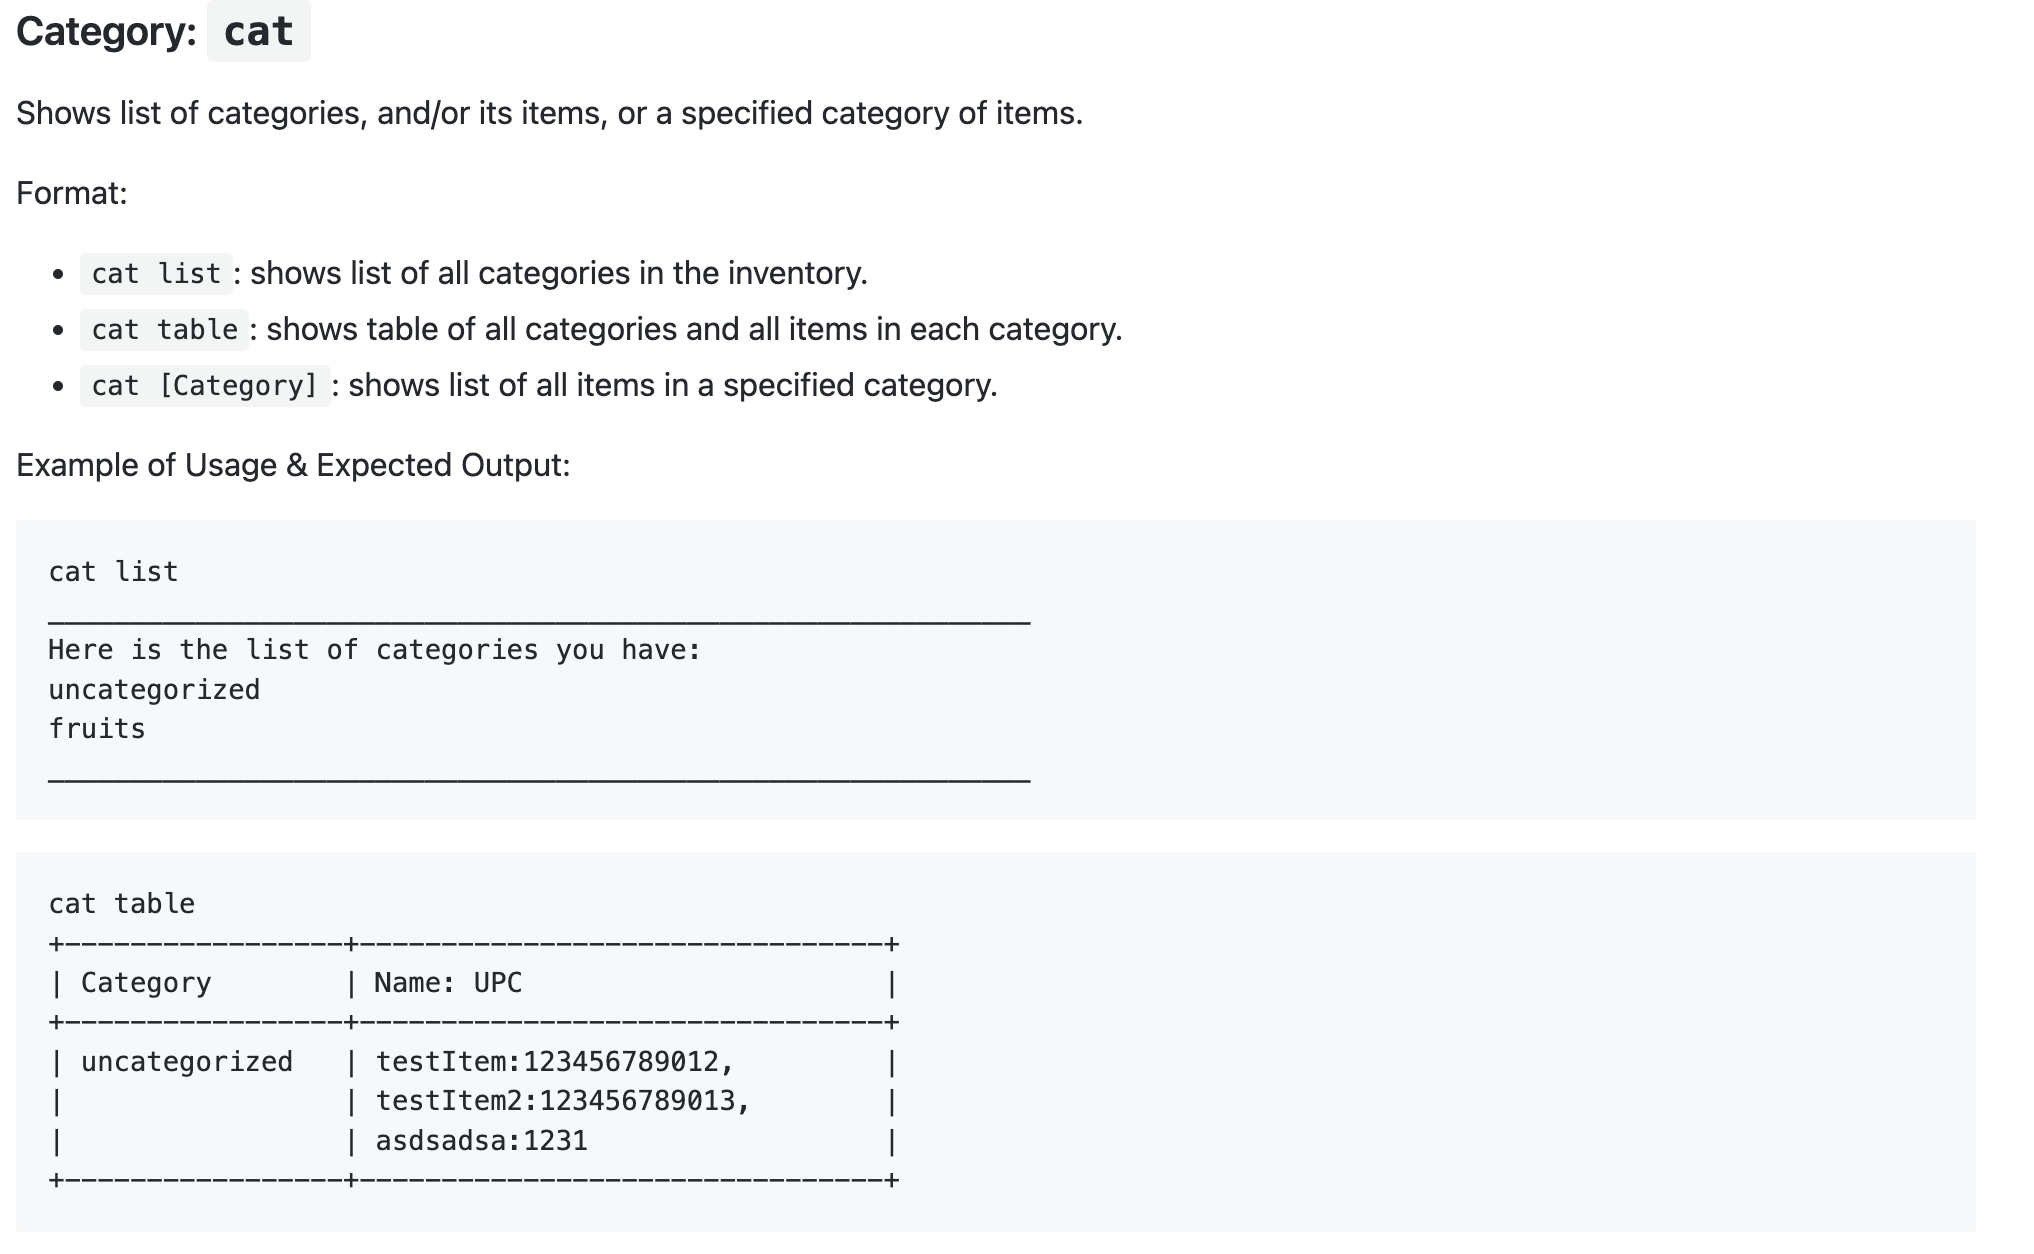 Category: cat
Shows list of categories, and/or its items, or a specified category of items.
Format:
• cat list : shows list of all categories in the inventory.
• cat table : shows table of all categories and all items in each category.
• cat [Category] : shows list of all items in a specified category.
Example of Usage & Expected Output:
cat list
____________________________________________________________
Here is the list of categories you have:
uncategorized
fruits
____________________________________________________________
cat table
+-----------------+--------------------------------+
| Category        | Name: UPC                      |
+-----------------+--------------------------------+
| uncategorized   | testItem:123456789012,         |
|                 | testItem2:123456789013,        |
|                 | asdsadsa:1231                  |
+-----------------+--------------------------------+